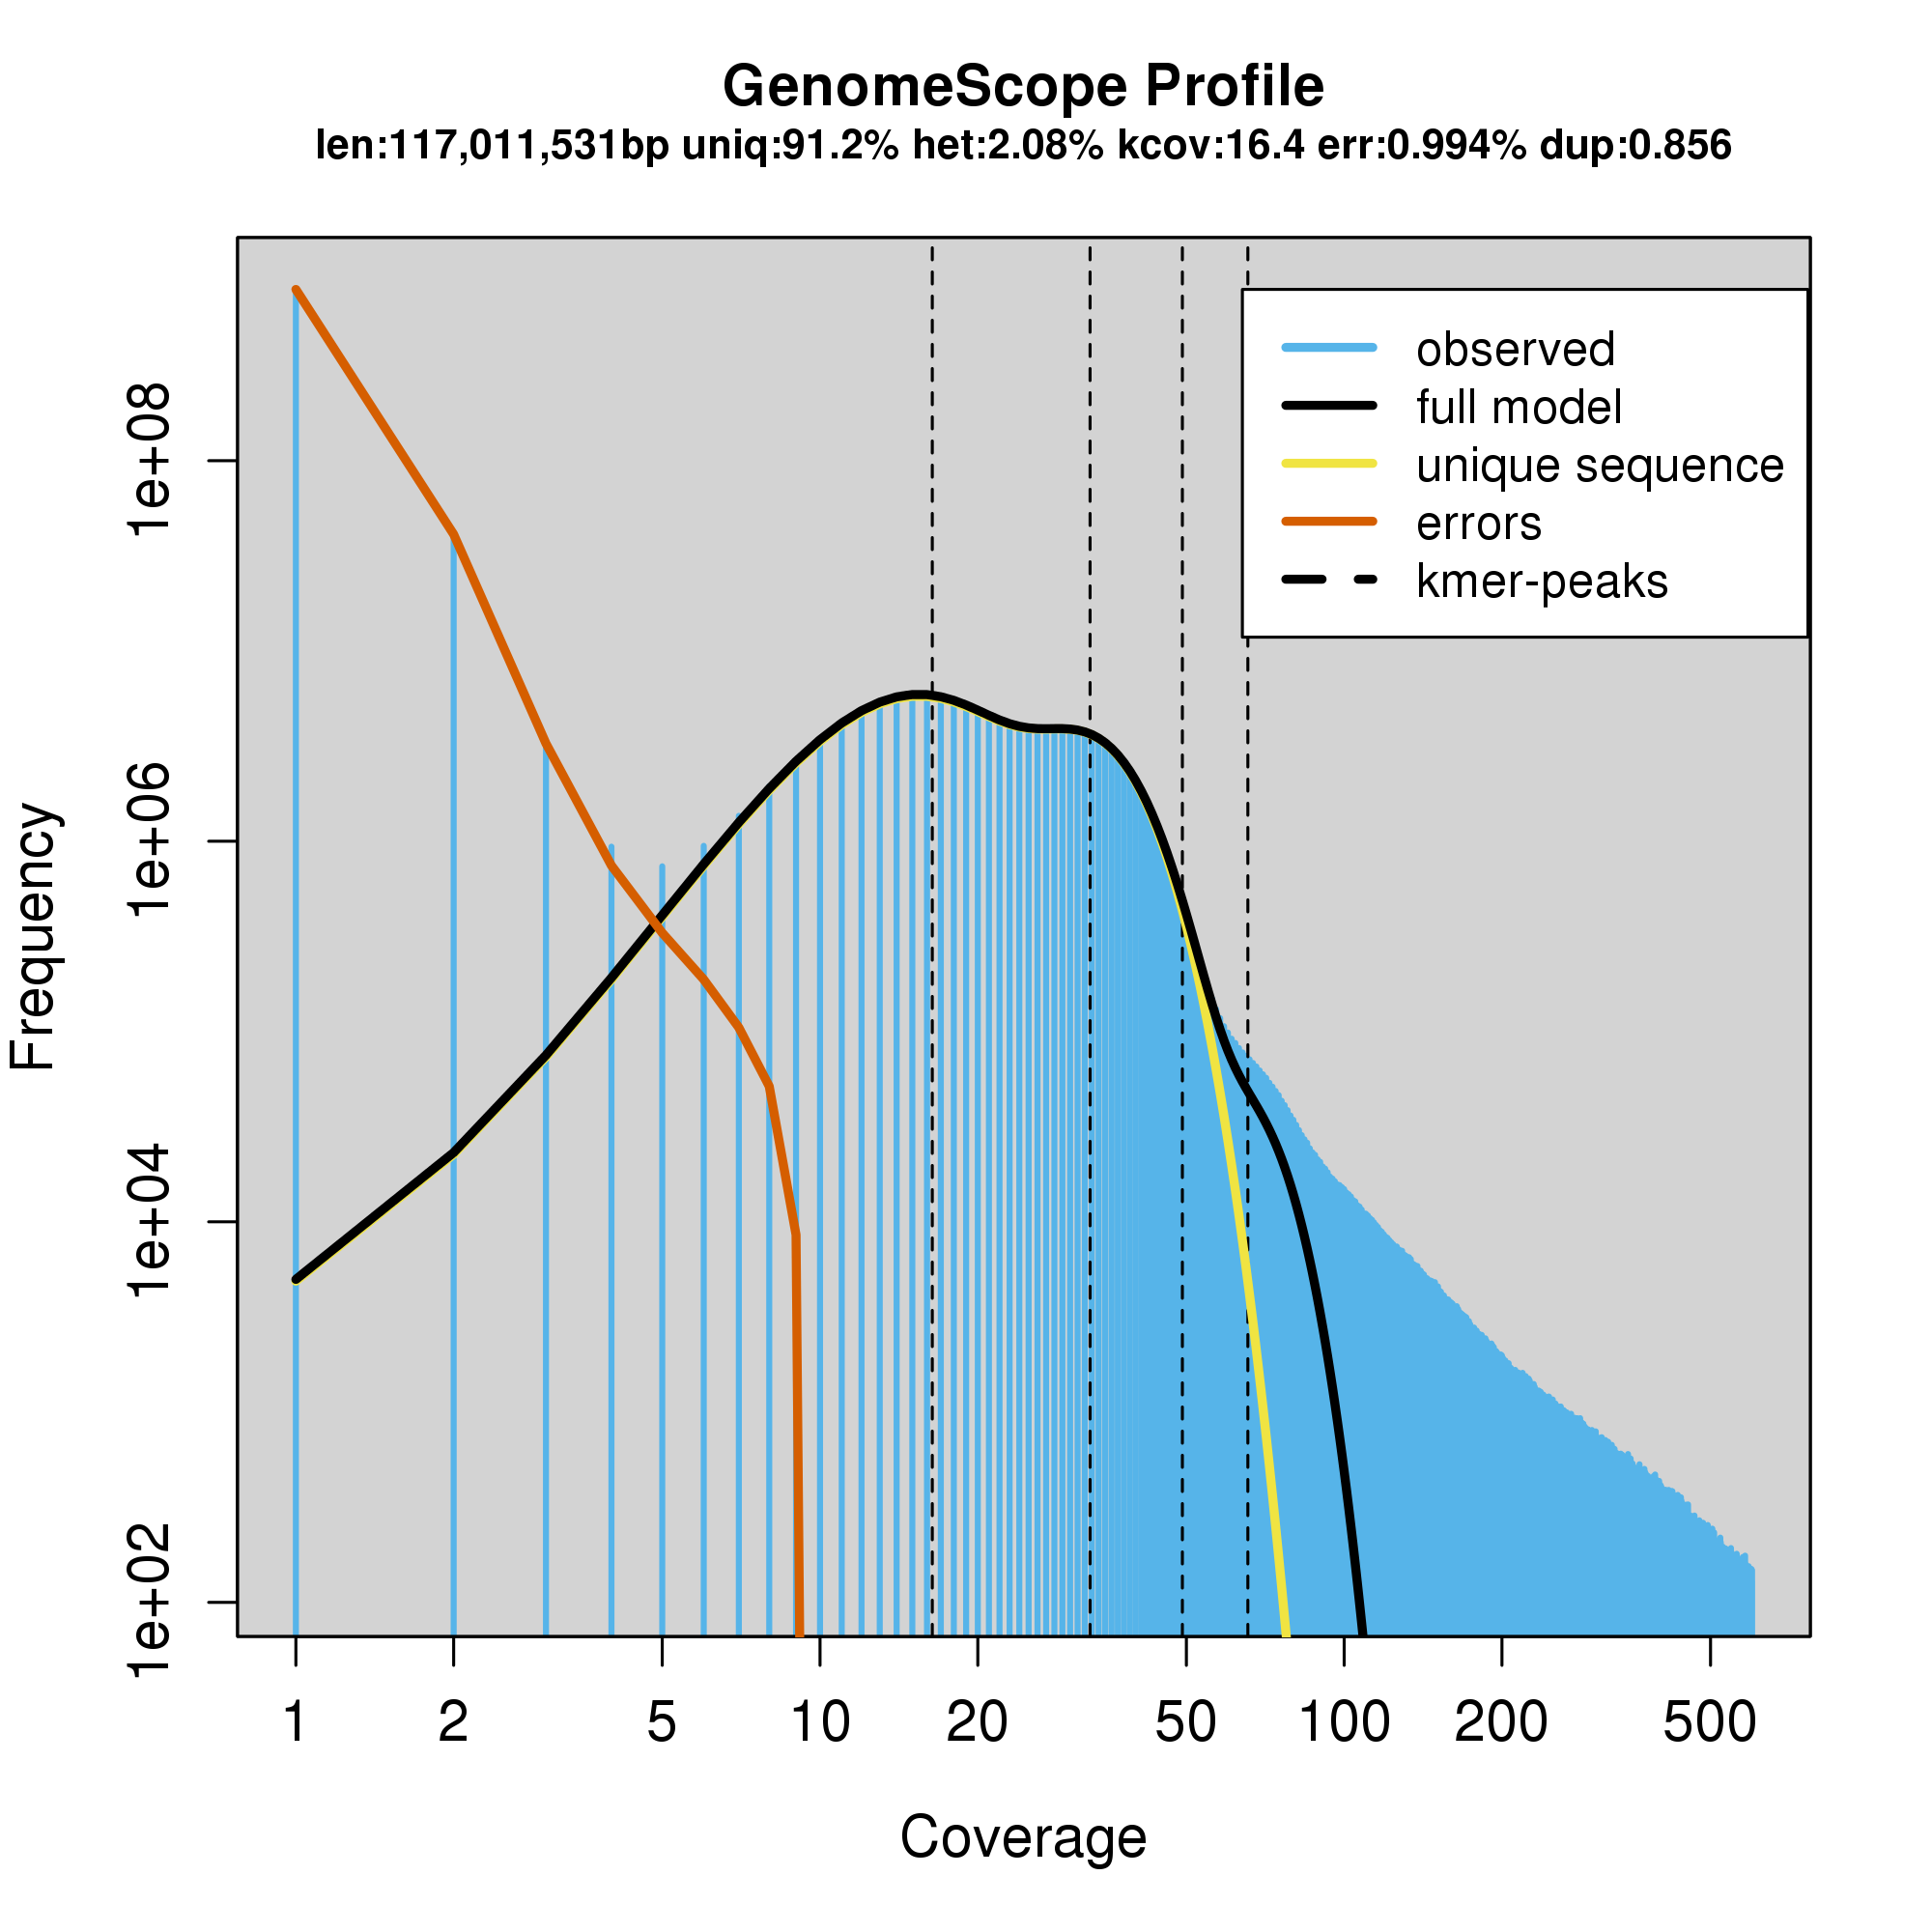 GenomeScope Profile
len:117,011,531bp uniq:91.2% het:2.08% kcov:16.4 err:0.994% dup:0.856
observed
full model
unique sequence
errors
kmer-peaks
Frequency
1e+08
1e+06
1e+04
1e+02
1 2 5 10 20 50 100 200 500
Coverage